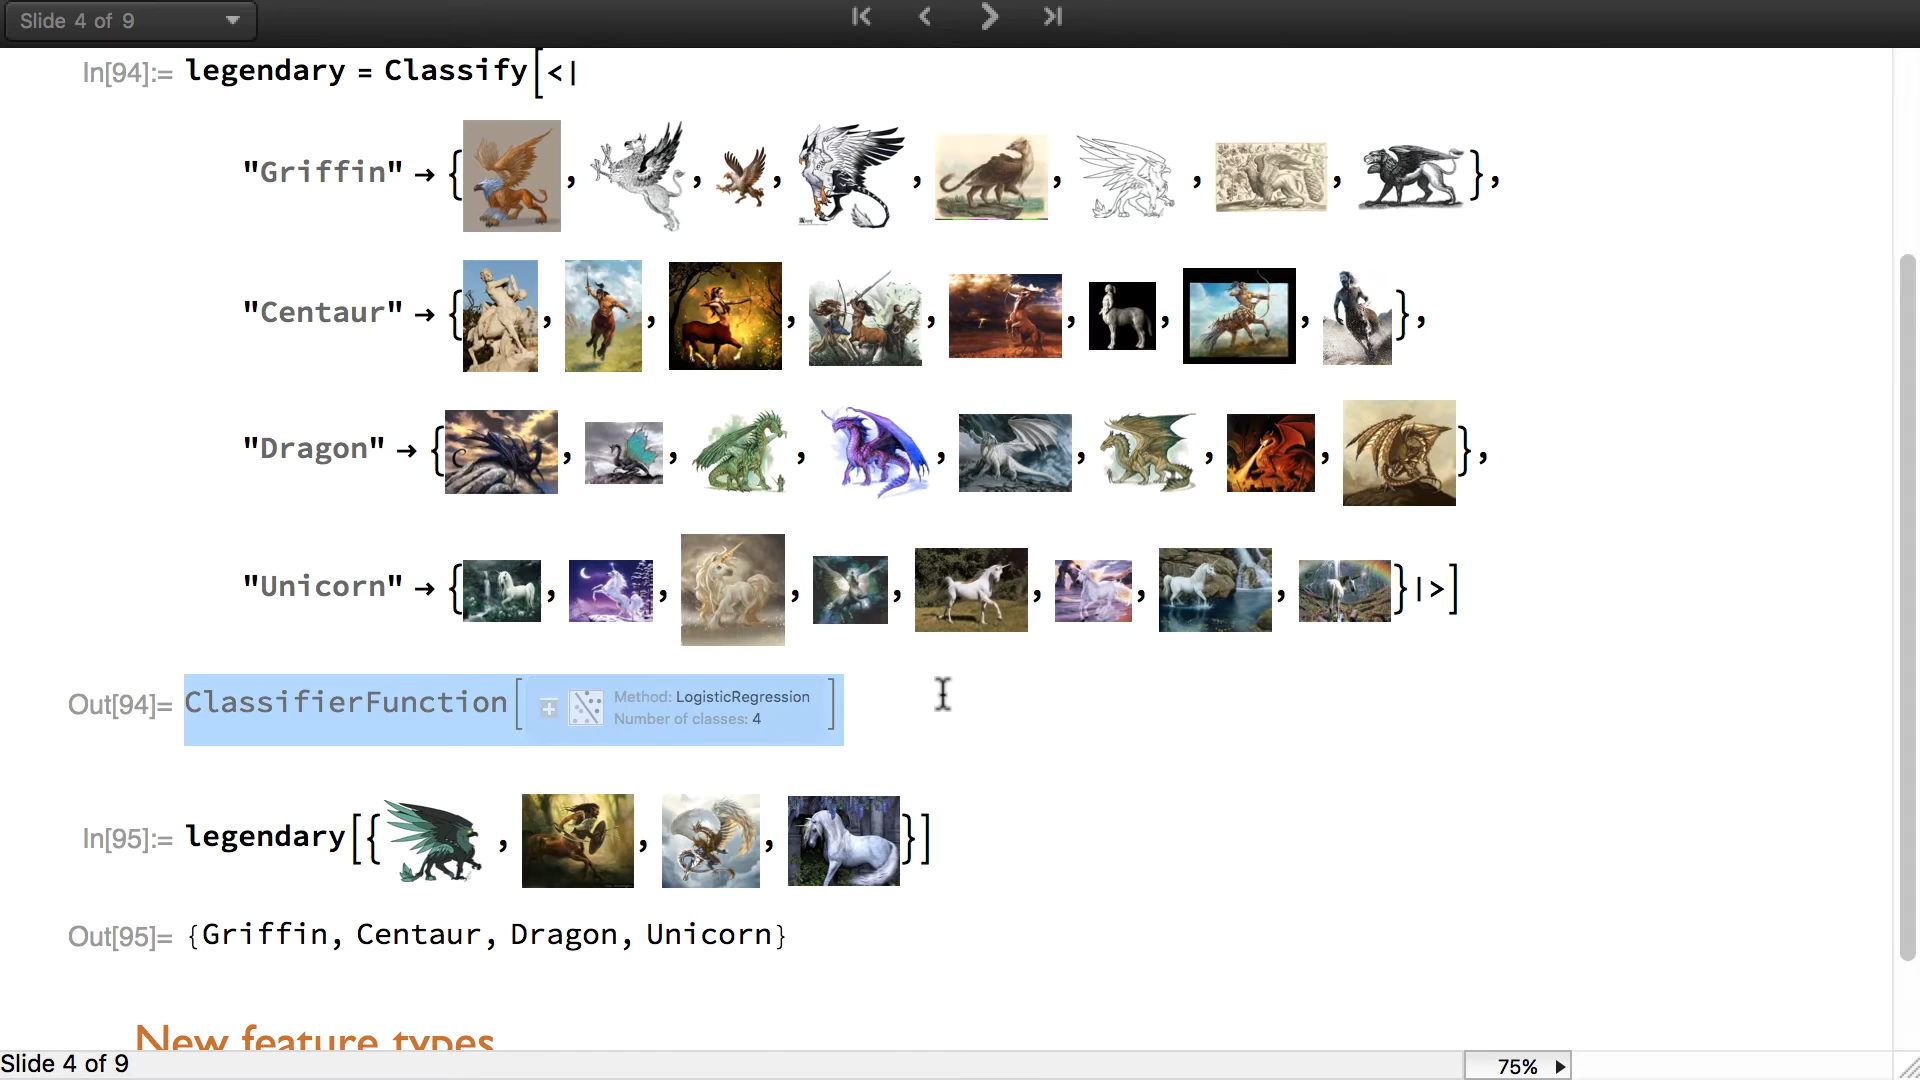 Slide 4 of 9
In[94]:= legendary = Classify[<|
"Griffin" → {, , , , , , , },
"Centaur" → {, , , , , , , },
"Dragon" → {, , , , , , , },
"Unicorn" → {, , , , , , , }|>]
Out[94]= ClassifierFunction[
Method: LogisticRegression
Number of classes: 4
]
In[95]:= legendary[{, , , }]
Out[95]= {Griffin, Centaur, Dragon, Unicorn}
New feature types
Slide 4 of 9
75%